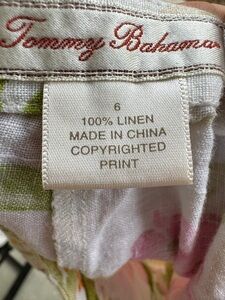 Tommy Bahama
6
100% LINEN
MADE IN CHINA
COPYRIGHTED
PRINT